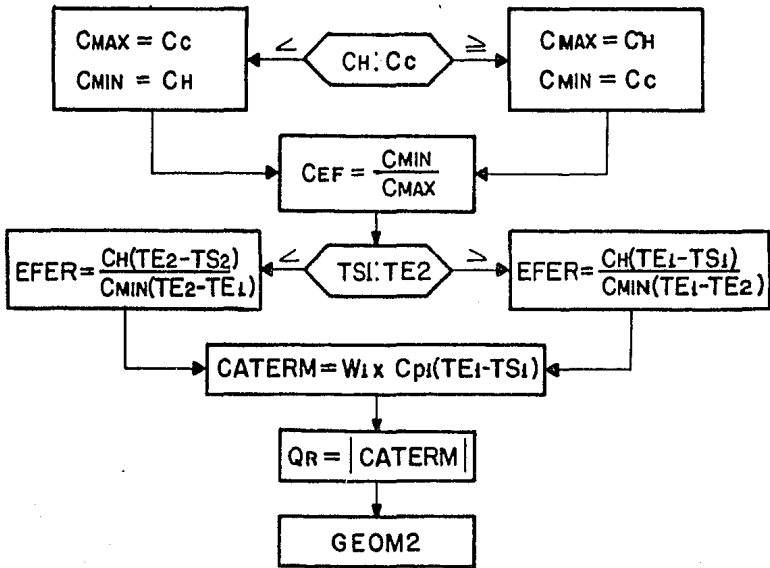 CMAX = CC
CMIN = CH
<
CH : CC
≥
CMAX = CH
CMIN = CC
CEF = CMIN
CMAX
EFER = CH(TE2-TS2)
CMIN(TE2-TE1)
<
TS1:TE2
≥
EFER = CH(TE1-TS1)
CMIN(TE1-TE2)
CATERM = W1 x Cp1(TE1-TS1)
QR = |CATERM|
GEOM2